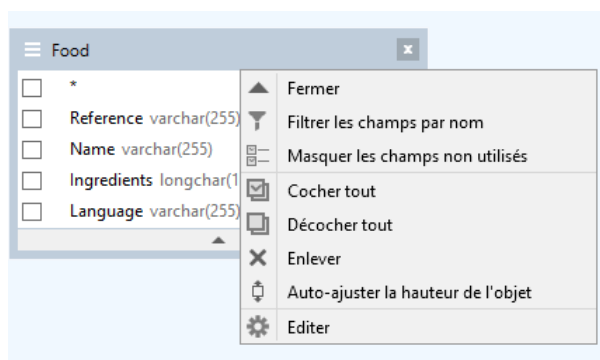 Food
*
Reference varchar(255)
Name varchar(255)
Ingredients longchar(1
Language varchar(255)
Fermer
Filtrer les champs par nom
Masquer les champs non utilisés
Cocher tout
Décocher tout
Enlever
Auto-ajuster la hauteur de l'objet
Editer